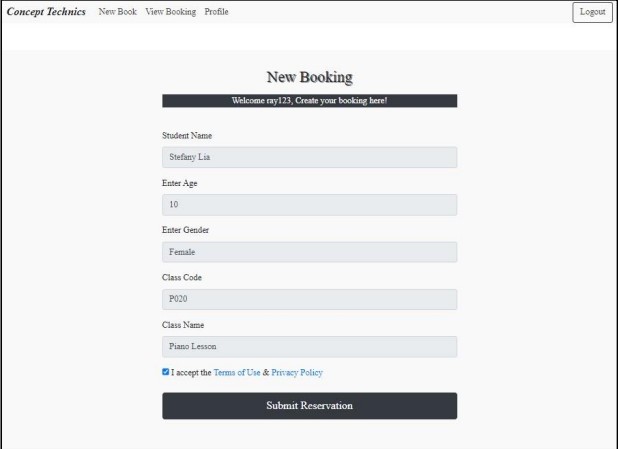 Concept Technics New Book View Booking Profile Logout
New Booking
Welcome ray123, Create your booking here!
Student Name
Stefany Lia
Enter Age
10
Enter Gender
Female
Class Code
P020
Class Name
Piano Lesson
I accept the Terms of Use & Privacy Policy
Submit Reservation